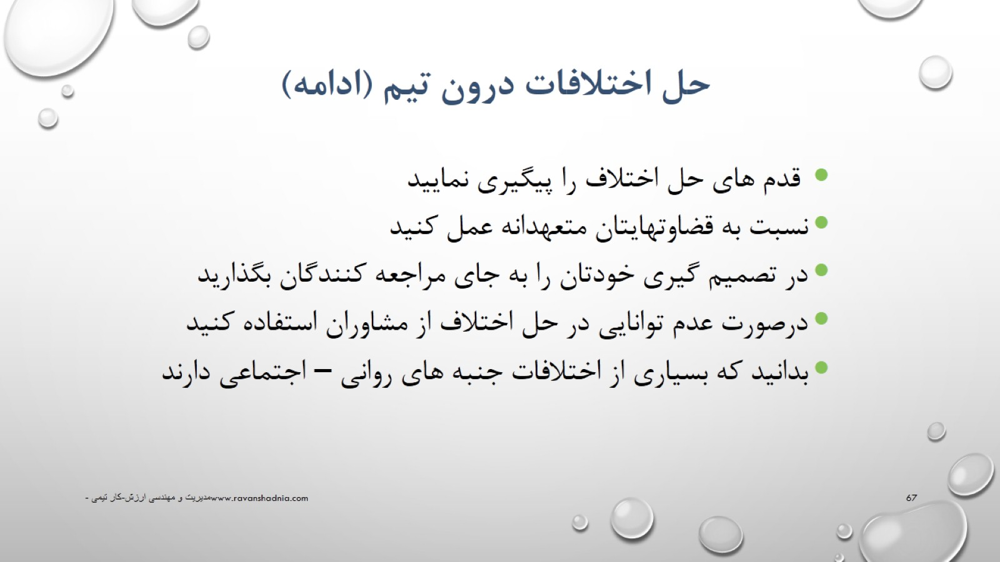 حل اختلافات درون تیم (ادامه)
• قدم های حل اختلاف را پیگیری نمایید
• نسبت به قضاوتهایتان متعهدانه عمل کنید
• در تصمیم گیری خودتان را به جای مراجعه کنندگان بگذارید
• درصورت عدم توانایی در حل اختلاف از مشاوران استفاده کنید
• بدانید که بسیاری از اختلافات جنبه های روانی – اجتماعی دارند
مدیریت و مهندسی ارزش-کار تیمی - www.ravanshadnia.com
67